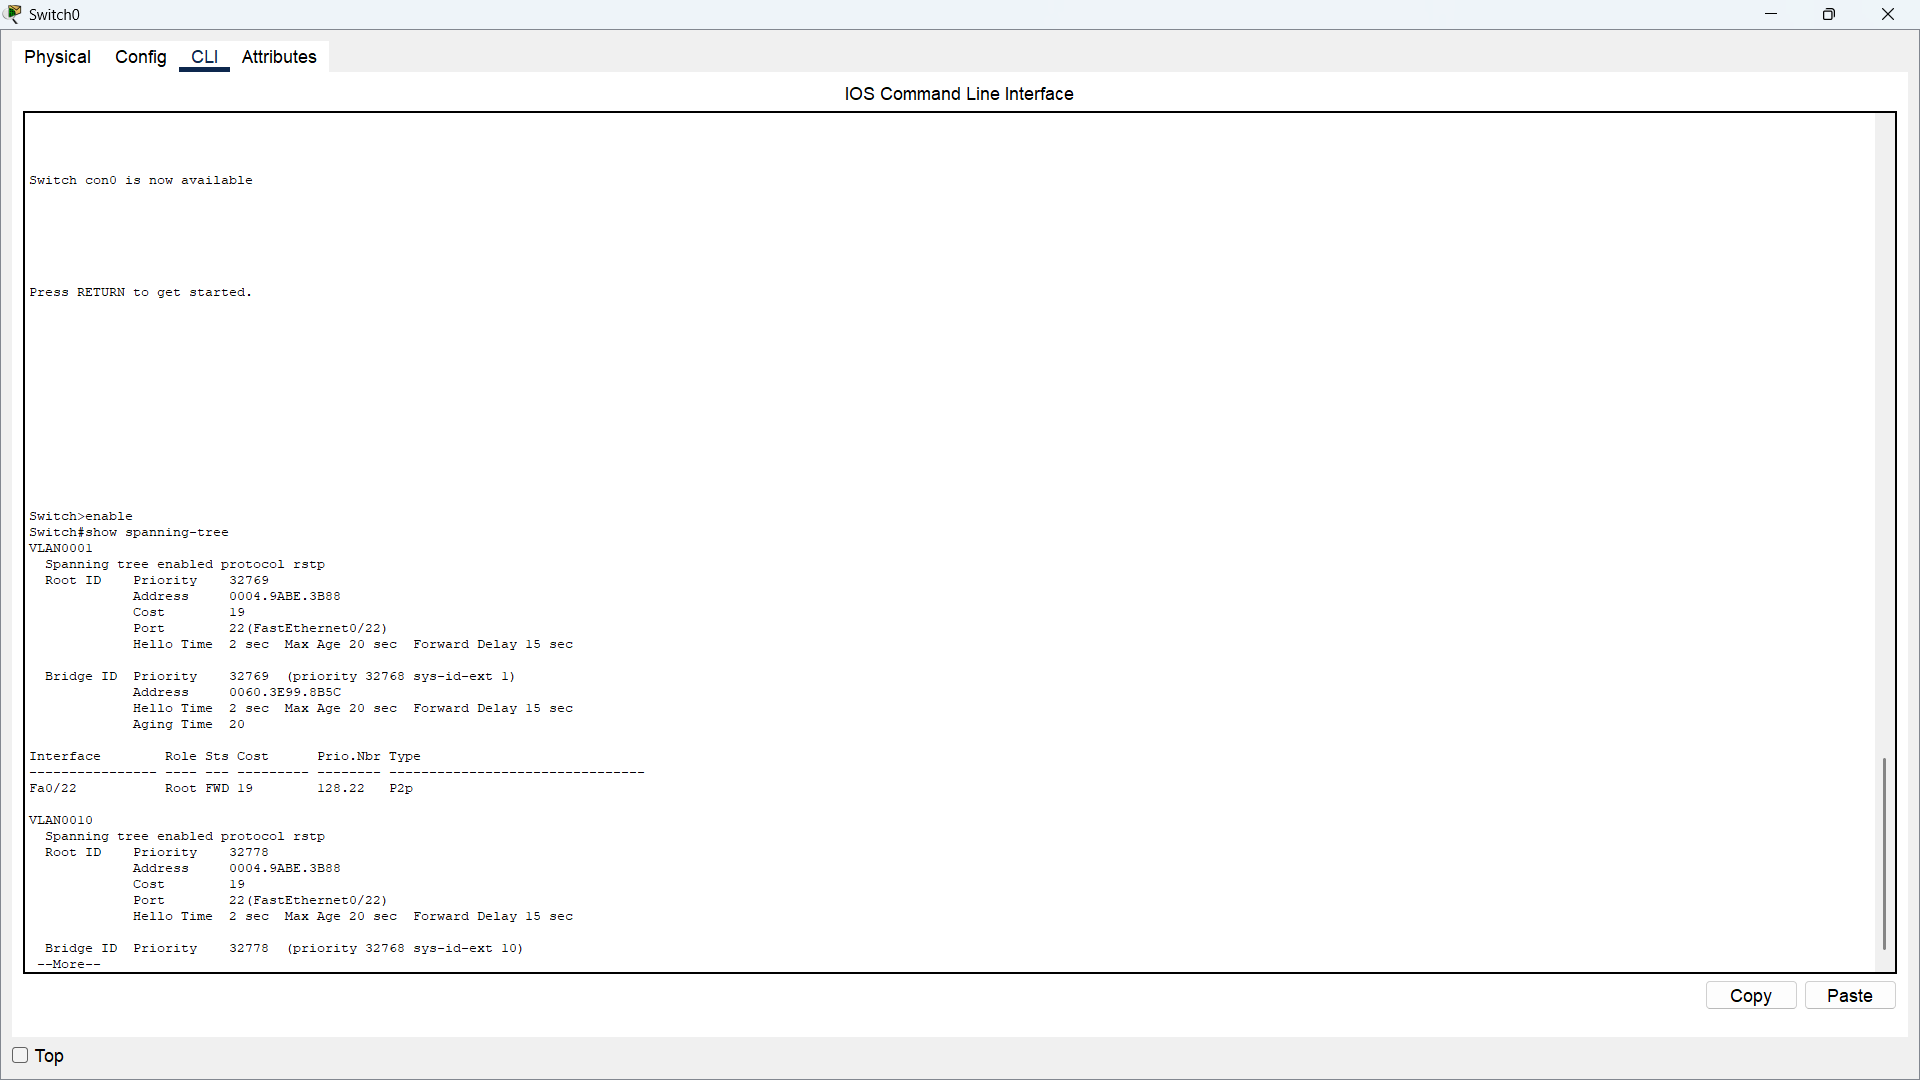 Switch0
Physical Config CLI Attributes
IOS Command Line Interface
Switch con0 is now available
Press RETURN to get started.
Switch>enable
Switch#show spanning-tree
VLAN0001
  Spanning tree enabled protocol rstp
  Root ID    Priority    32769
             Address     0004.9ABE.3B88
             Cost        19
             Port        22(FastEthernet0/22)
             Hello Time  2 sec  Max Age 20 sec  Forward Delay 15 sec
  Bridge ID  Priority    32769  (priority 32768 sys-id-ext 1)
             Address     0060.3E99.8B5C
             Hello Time  2 sec  Max Age 20 sec  Forward Delay 15 sec
             Aging Time  20
Interface        Role Sts Cost      Prio.Nbr Type
---------------- ---- --- --------- -------- --------------------------------
Fa0/22           Root FWD 19        128.22   P2p
VLAN0010
  Spanning tree enabled protocol rstp
  Root ID    Priority    32778
             Address     0004.9ABE.3B88
             Cost        19
             Port        22(FastEthernet0/22)
             Hello Time  2 sec  Max Age 20 sec  Forward Delay 15 sec
  Bridge ID  Priority    32778  (priority 32768 sys-id-ext 10)
 --More--
Copy Paste
Top